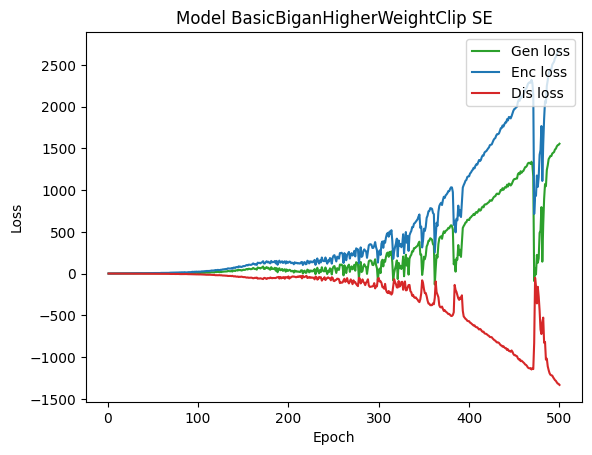 Model BasicBiganHigherWeightClip SE
Gen loss
Enc loss
Dis loss
Loss
2500
2000
1500
1000
500
0
−500
−1000
−1500
0 100 200 300 400 500
Epoch